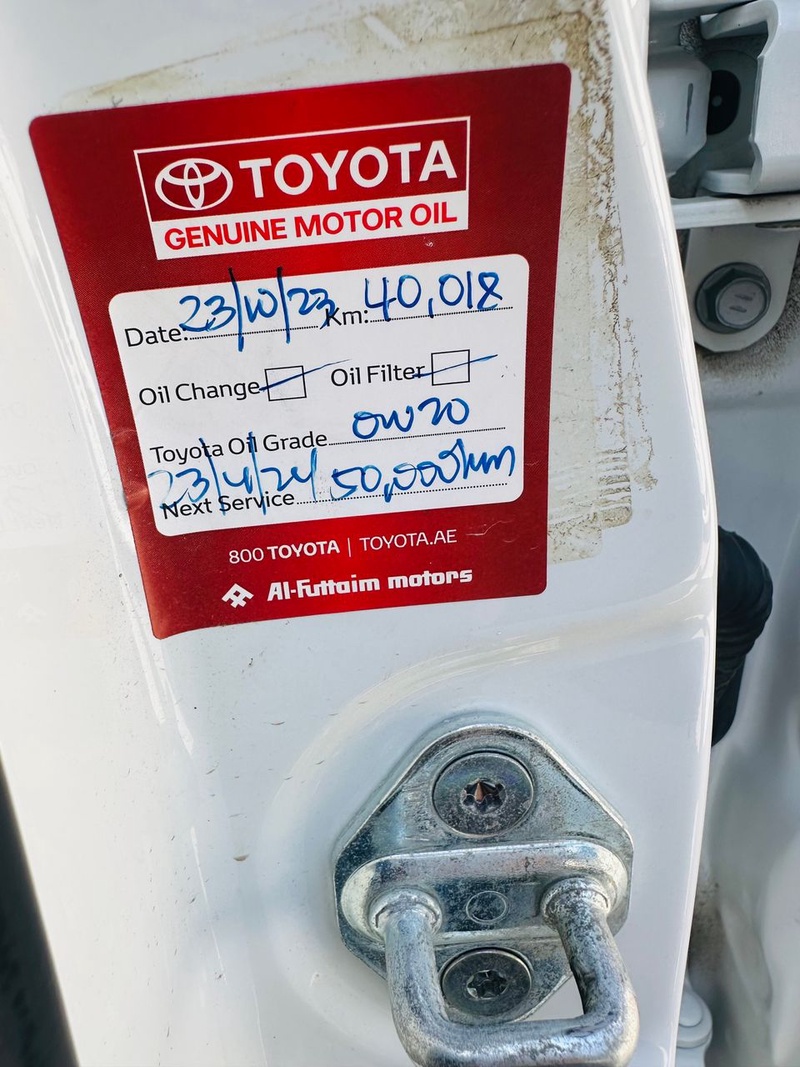 TOYOTA
GENUINE MOTOR OIL
Date: 23/10/23 Km: 40,018
Oil Change Oil Filter
Toyota Oil Grade 0W20
Next Service 23/4/24 50,000km
800 TOYOTA | TOYOTA.AE
Al-Futtaim motors